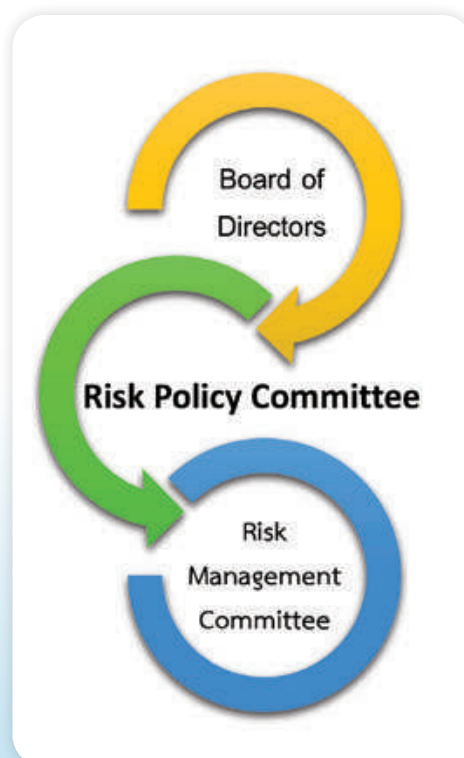 Board of
Directors
Risk Policy Committee
Risk
Management
Committee